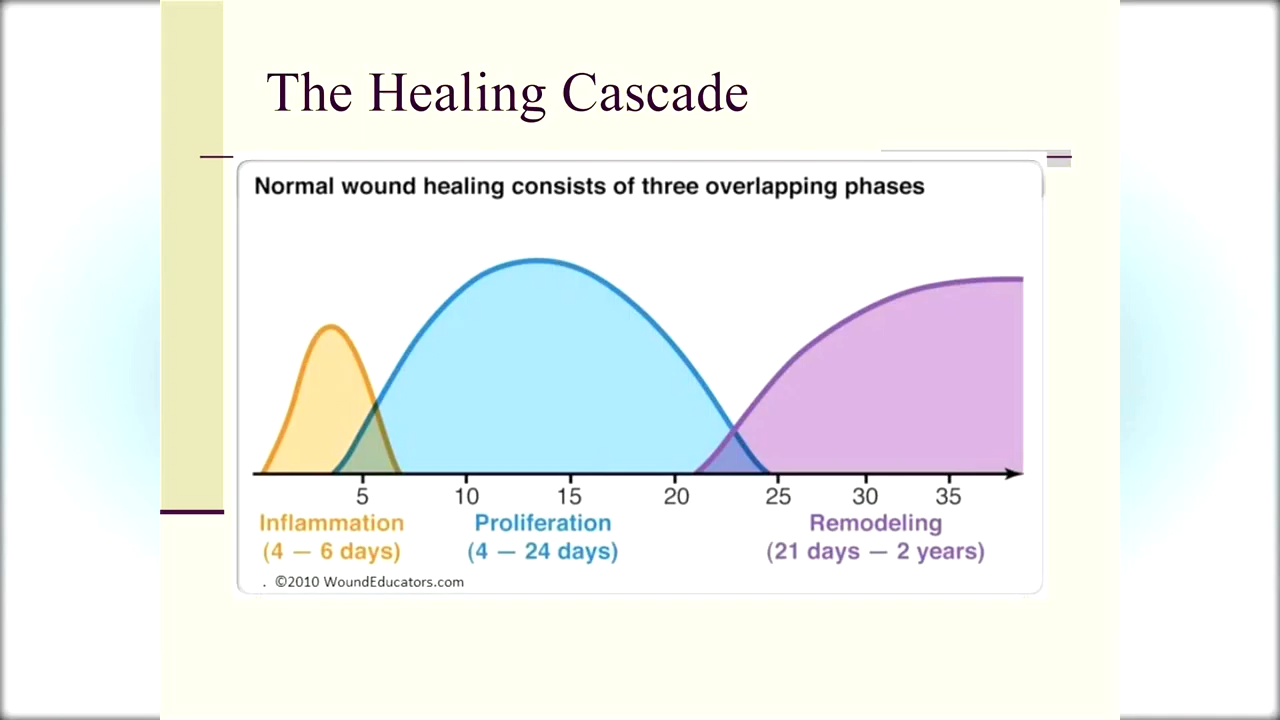 The Healing Cascade
Normal wound healing consists of three overlapping phases
5 10 15 20 25 30 35
Inflammation Proliferation Remodeling
(4 — 6 days) (4 — 24 days) (21 days — 2 years)
. ©2010 WoundEducators.com